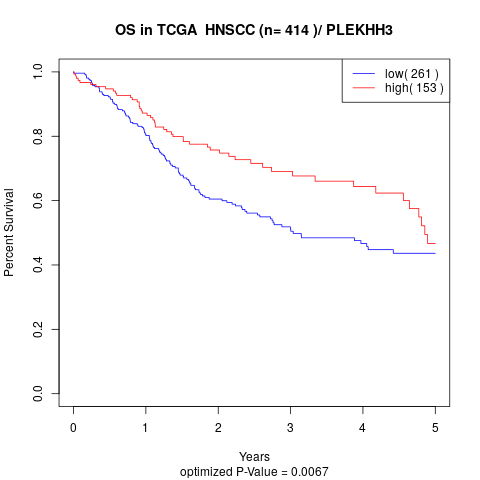 OS in TCGA  HNSCC (n= 414 )/ PLEKHH3
low( 261 )
high( 153 )
Percent Survival
1.0
0.8
0.6
0.4
0.2
0.0
0 1 2 3 4 5
Years
optimized P-Value = 0.0067